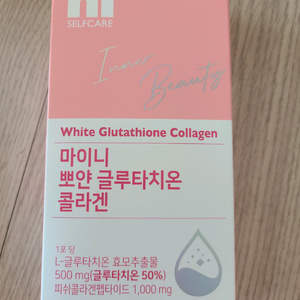 SELFCARE
Inner
Beauty
White Glutathione Collagen
마이니
뽀얀 글루타치온
콜라겐
1포 당
L-글루타치온 효모추출물
500 mg(글루타치온 50%)
피쉬콜라겐펩타이드 1,000 mg